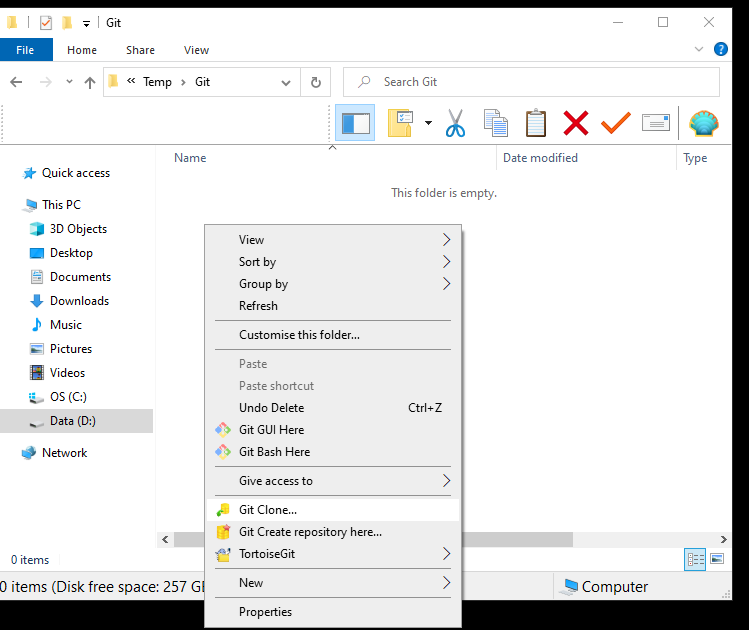 Git
File Home Share View
« Temp > Git
Search Git
Name Date modified Type
This folder is empty.
Quick access
This PC
3D Objects
Desktop
Documents
Downloads
Music
Pictures
Videos
OS (C:)
Data (D:)
Network
View
Sort by
Group by
Refresh
Customise this folder...
Paste
Paste shortcut
Undo Delete Ctrl+Z
Git GUI Here
Git Bash Here
Give access to
Git Clone...
Git Create repository here...
TortoiseGit
New
Properties
0 items
0 items (Disk free space: 257 G
Computer